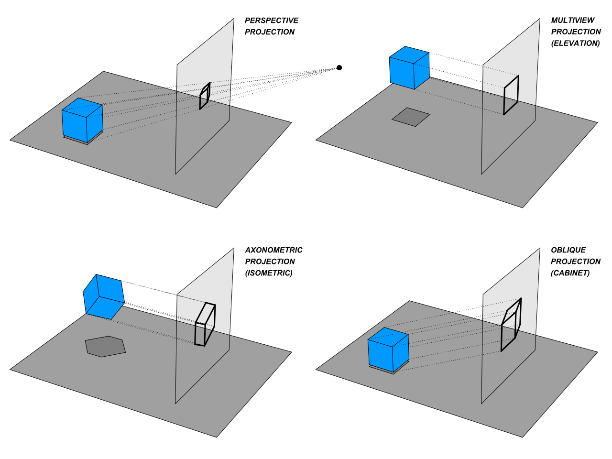 PERSPECTIVE
PROJECTION
MULTIVIEW
PROJECTION
(ELEVATION)
AXONOMETRIC
PROJECTION
(ISOMETRIC)
OBLIQUE
PROJECTION
(CABINET)